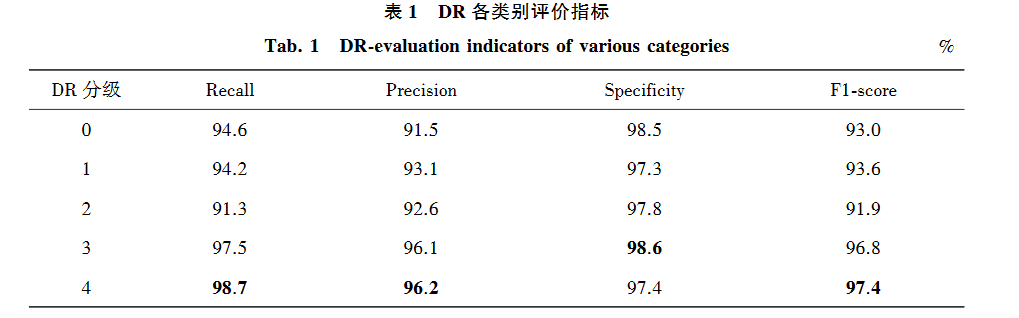 表 1 DR 各类别评价指标
Tab. 1 DR-evaluation indicators of various categories %
DR 分级 Recall Precision Specificity F1-score
0 94.6 91.5 98.5 93.0
1 94.2 93.1 97.3 93.6
2 91.3 92.6 97.8 91.9
3 97.5 96.1 98.6 96.8
4 98.7 96.2 97.4 97.4